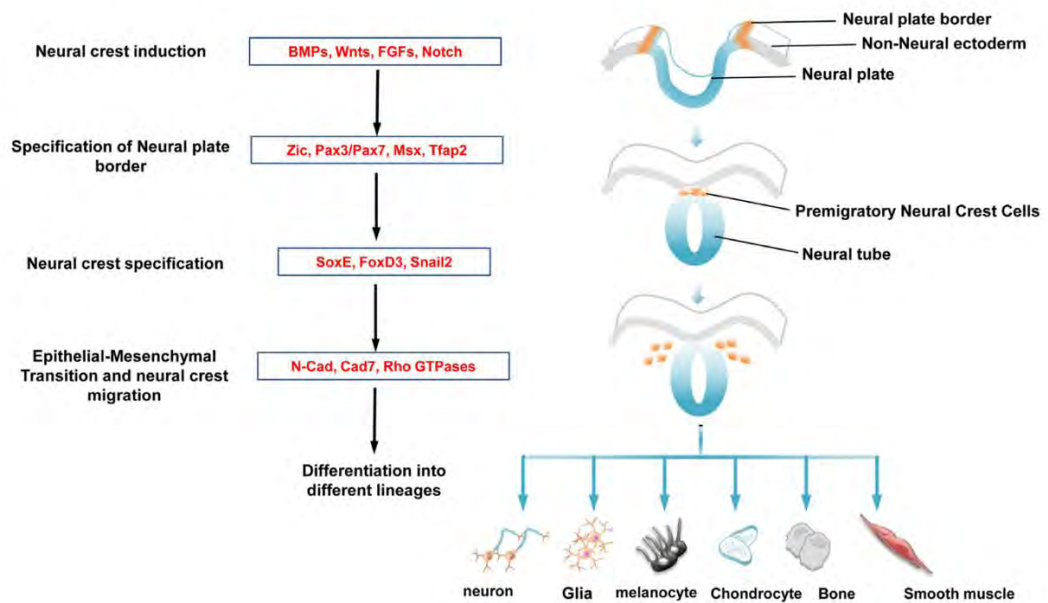 Neural crest induction
BMPs, Wnts, FGFs, Notch
Specification of Neural plate
border
Zic, Pax3/Pax7, Msx, Tfap2
Neural crest specification
SoxE, FoxD3, Snail2
Epithelial-Mesenchymal
Transition and neural crest
migration
N-Cad, Cad7, Rho GTPases
Differentiation into
different lineages
Neural plate border
Non-Neural ectoderm
Neural plate
Premigratory Neural Crest Cells
Neural tube
neuron
Glia
melanocyte
Chondrocyte
Bone
Smooth muscle